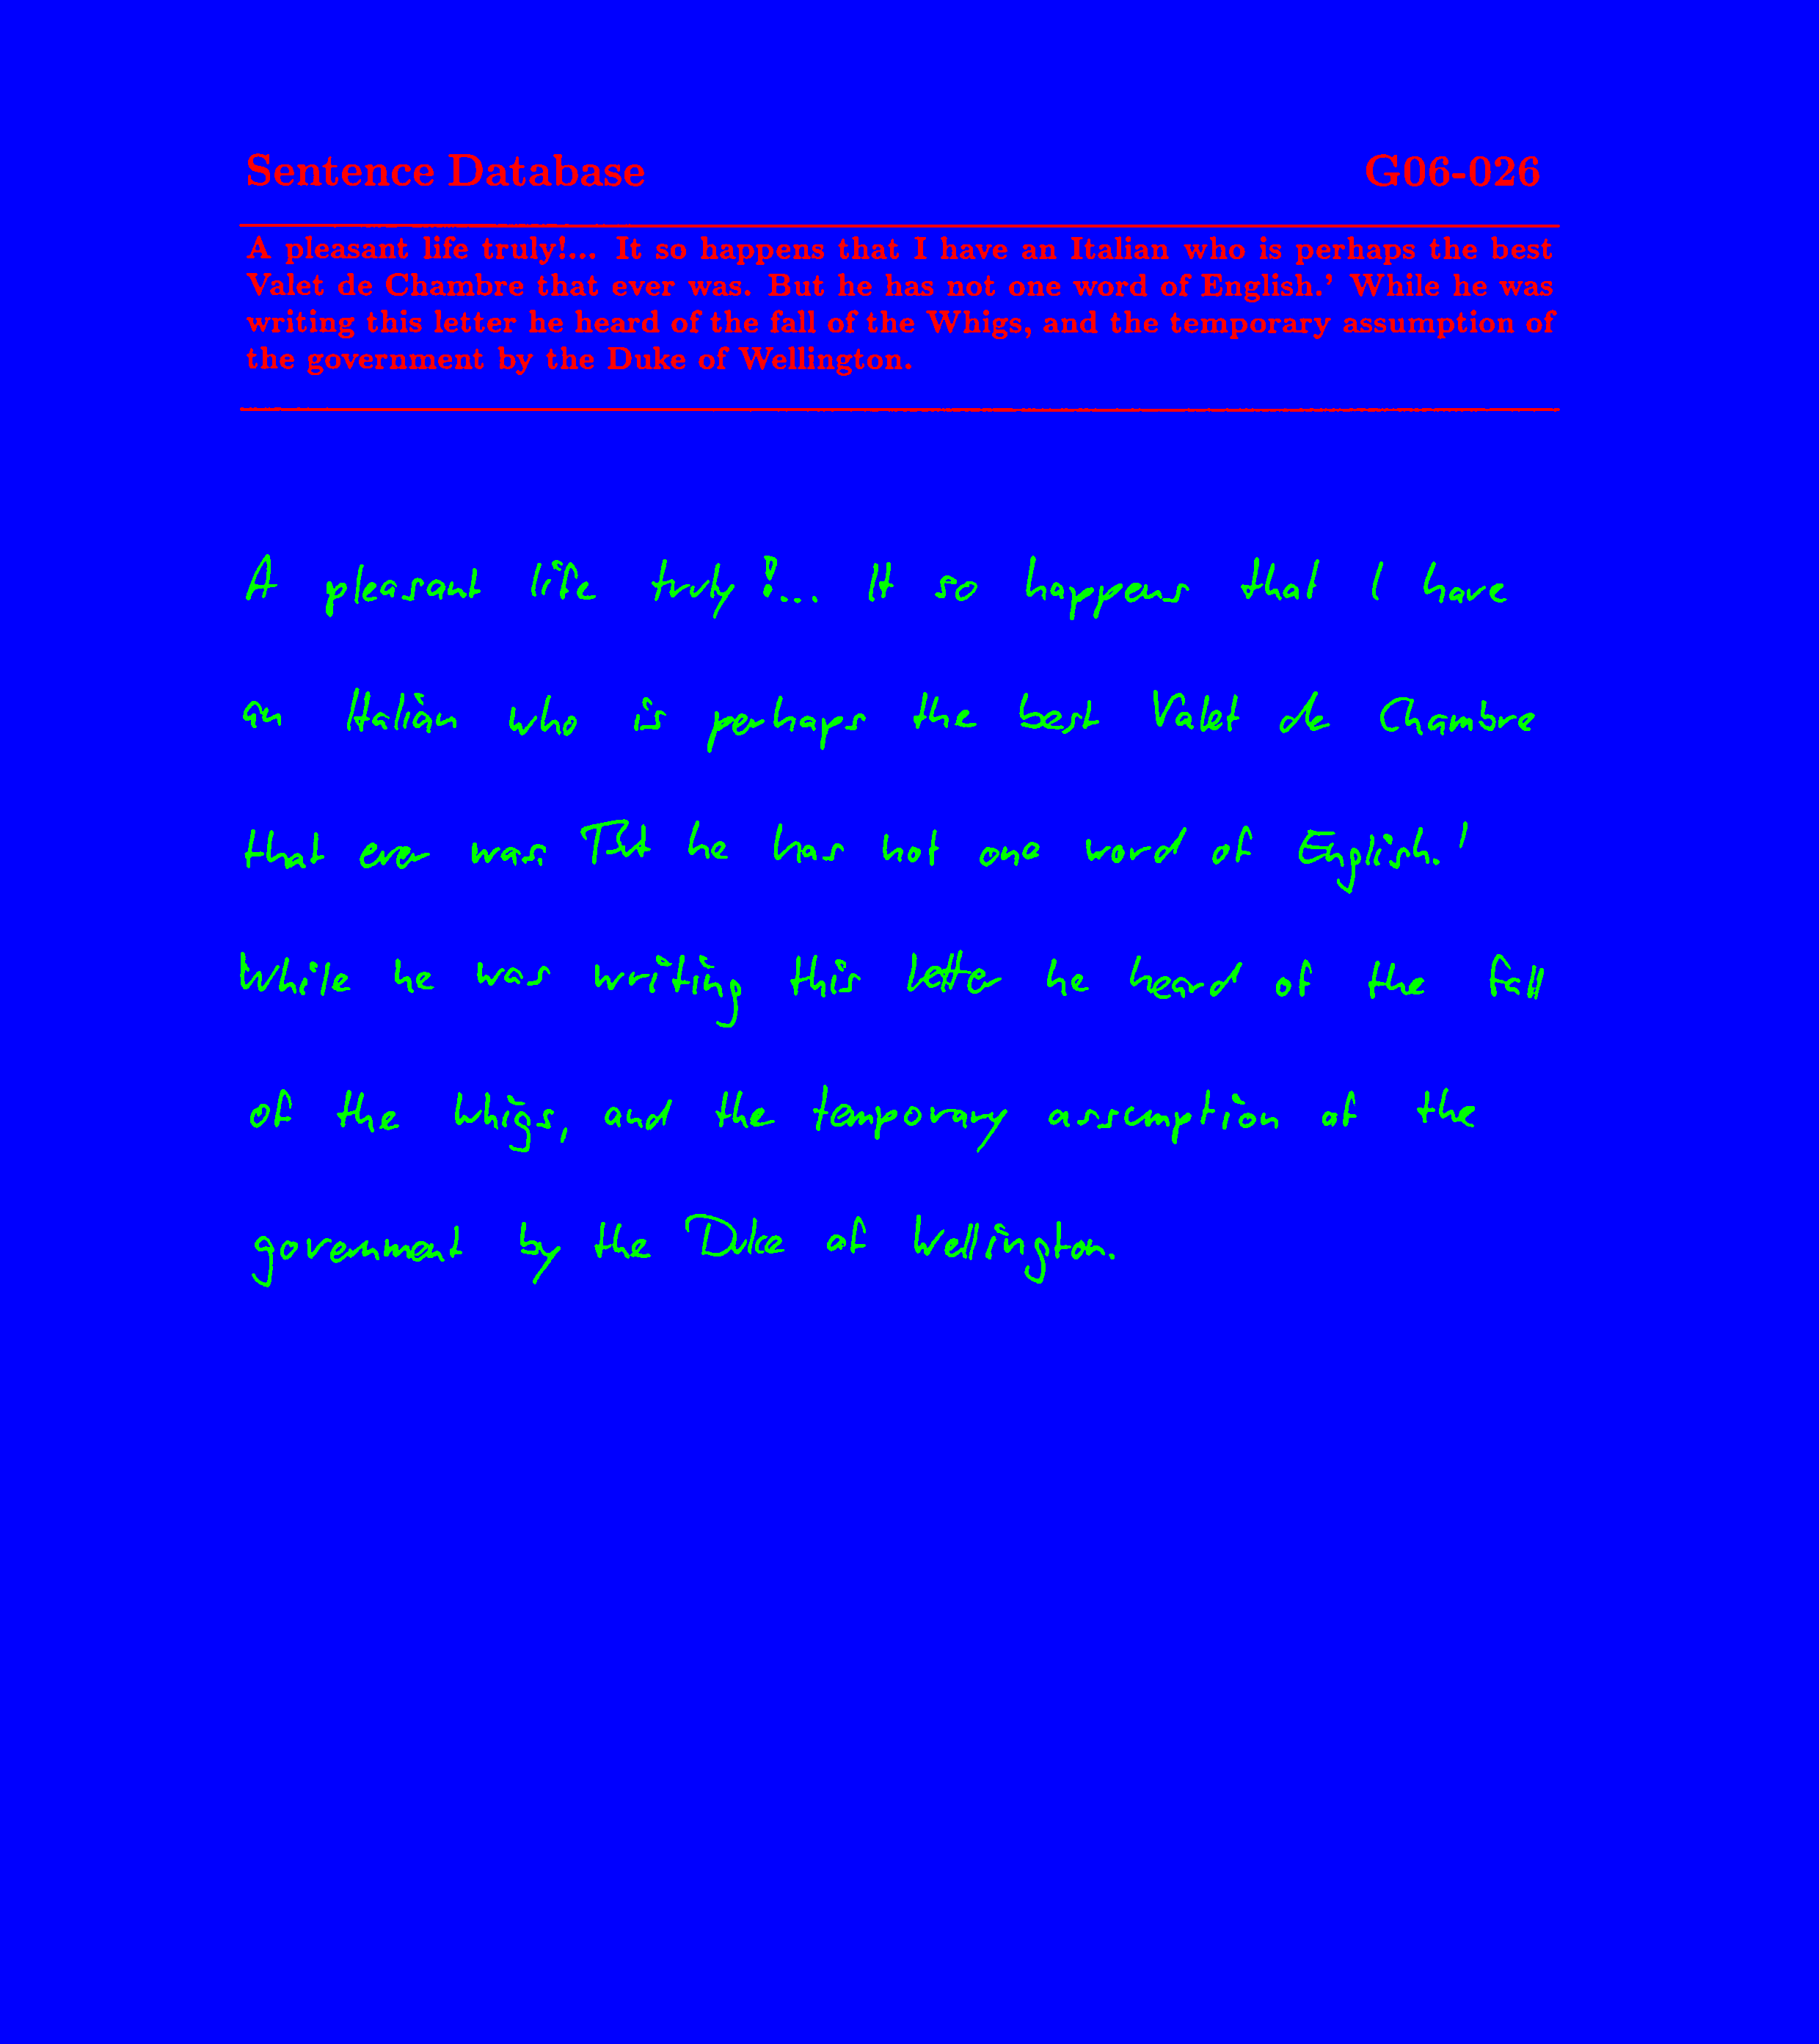 Sentence Database G06-026
A pleasant life truly!... It so happens that I have an Italian who is perhaps the best
Valet de Chambre that ever was. But he has not one word of English.' While he was
writing this letter he heard of the fall of the Whigs, and the temporary assumption of
the government by the Duke of Wellington.
A pleasant life truly!... It so happens that I have
an Italian who is perhaps the best Valet de Chambre
that ever was. But he has not one word of English.'
While he was writing this letter he heard of the fall
of the Whigs, and the temporary assumption of the
government by the Duke of Wellington.